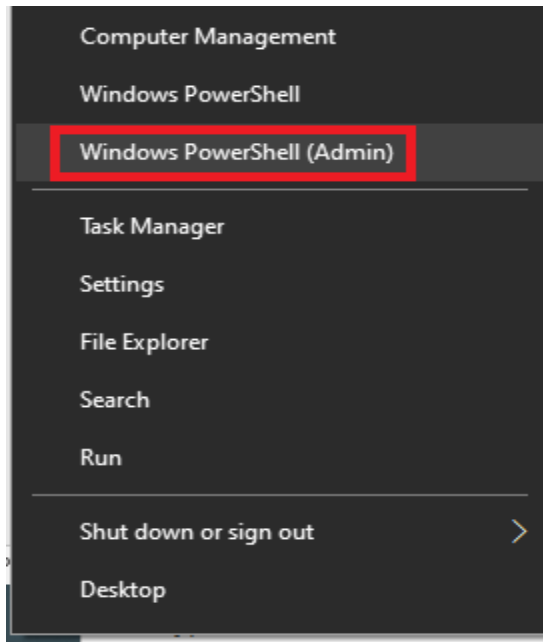 Computer Management
Windows PowerShell
Windows PowerShell (Admin)
Task Manager
Settings
File Explorer
Search
Run
Shut down or sign out
Desktop